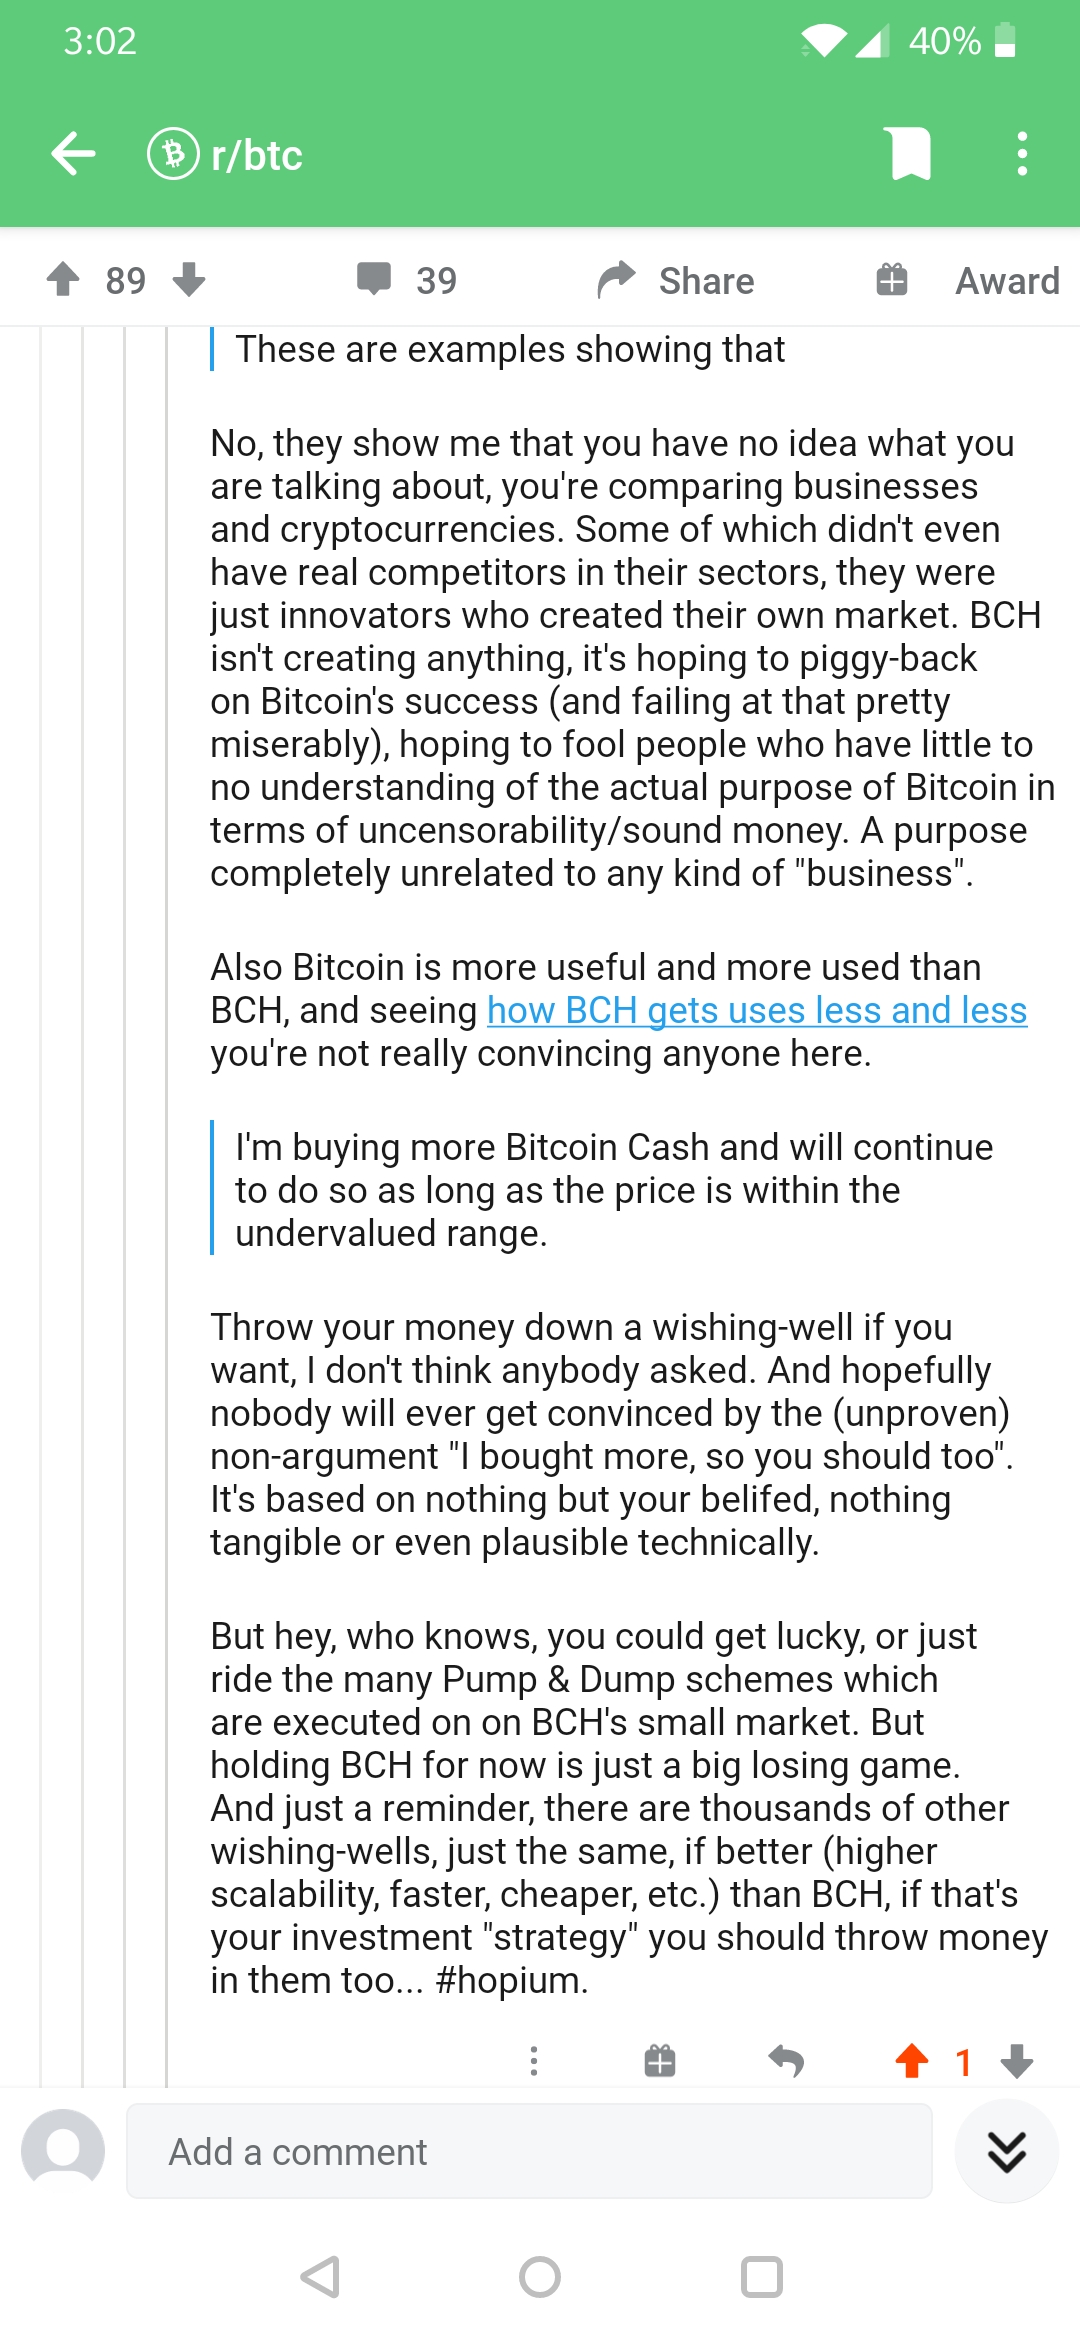 3:02
40%
r/btc
89
39
Share
Award
These are examples showing that
No, they show me that you have no idea what you
are talking about, you're comparing businesses
and cryptocurrencies. Some of which didn't even
have real competitors in their sectors, they were
just innovators who created their own market. BCH
isn't creating anything, it's hoping to piggy-back
on Bitcoin's success (and failing at that pretty
miserably), hoping to fool people who have little to
no understanding of the actual purpose of Bitcoin in
terms of uncensorability/sound money. A purpose
completely unrelated to any kind of "business".
Also Bitcoin is more useful and more used than
BCH, and seeing how BCH gets uses less and less
you're not really convincing anyone here.
I'm buying more Bitcoin Cash and will continue
to do so as long as the price is within the
undervalued range.
Throw your money down a wishing-well if you
want, I don't think anybody asked. And hopefully
nobody will ever get convinced by the (unproven)
non-argument "I bought more, so you should too".
It's based on nothing but your belifed, nothing
tangible or even plausible technically.
But hey, who knows, you could get lucky, or just
ride the many Pump & Dump schemes which
are executed on on BCH's small market. But
holding BCH for now is just a big losing game.
And just a reminder, there are thousands of other
wishing-wells, just the same, if better (higher
scalability, faster, cheaper, etc.) than BCH, if that's
your investment "strategy" you should throw money
in them too... #hopium.
1
Add a comment